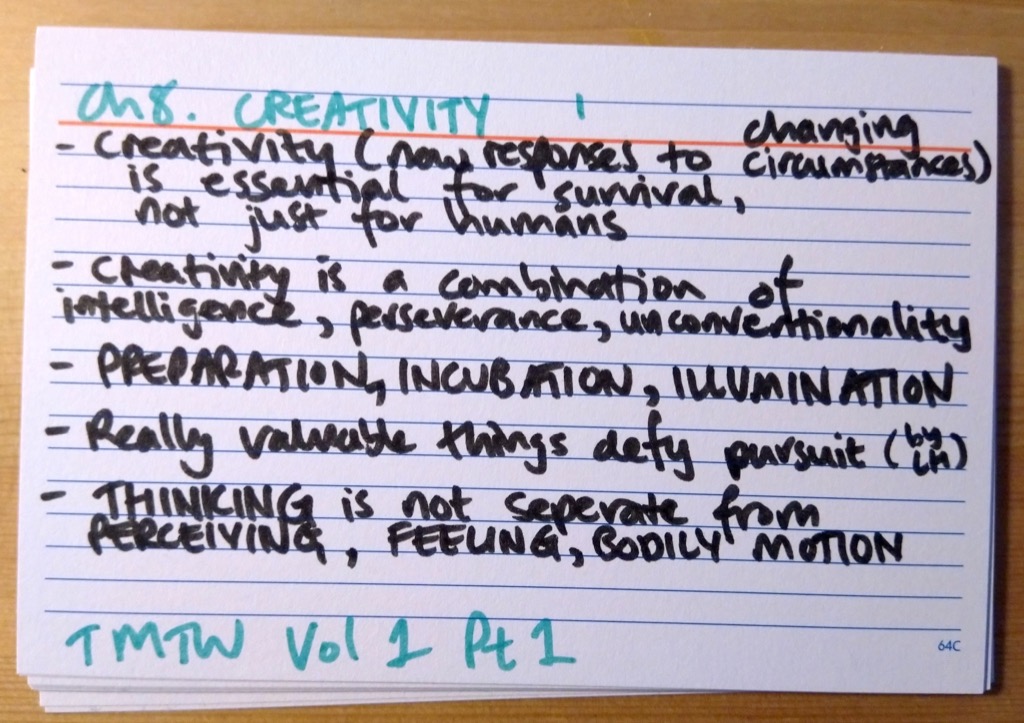 Ch 8. CREATIVITY 1
- Creativity (new responses to changing circumstances)
is essential for survival,
not just for humans
- Creativity is a combination of
intelligence, perseverance, unconventionality
- PREPARATION, INCUBATION, ILLUMINATION
- Really valuable things defy pursuit (by LH)
- THINKING is not seperate from
PERCEIVING, FEELING, BODILY MOTION
TMTW Vol 1 Pt 1
64C